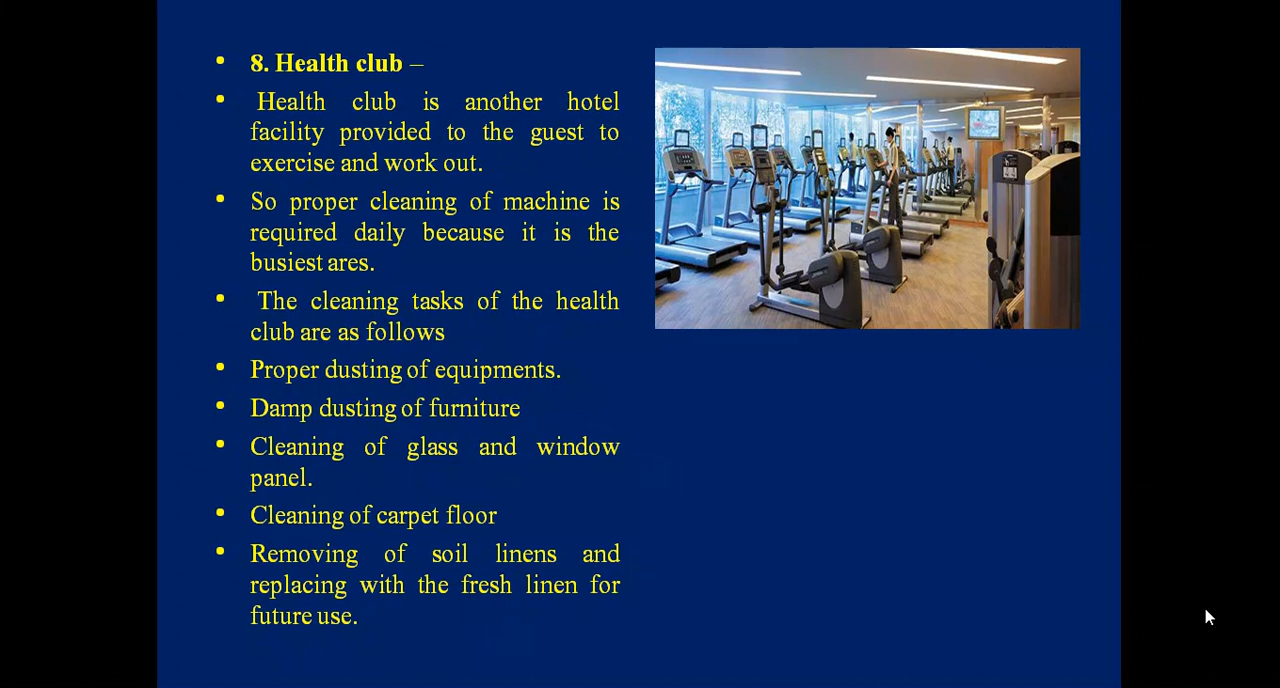 • 8. Health club –
• Health club is another hotel
facility provided to the guest to
exercise and work out.
• So proper cleaning of machine is
required daily because it is the
busiest ares.
• The cleaning tasks of the health
club are as follows
• Proper dusting of equipments.
• Damp dusting of furniture
• Cleaning of glass and window
panel.
• Cleaning of carpet floor
• Removing of soil linens and
replacing with the fresh linen for
future use.